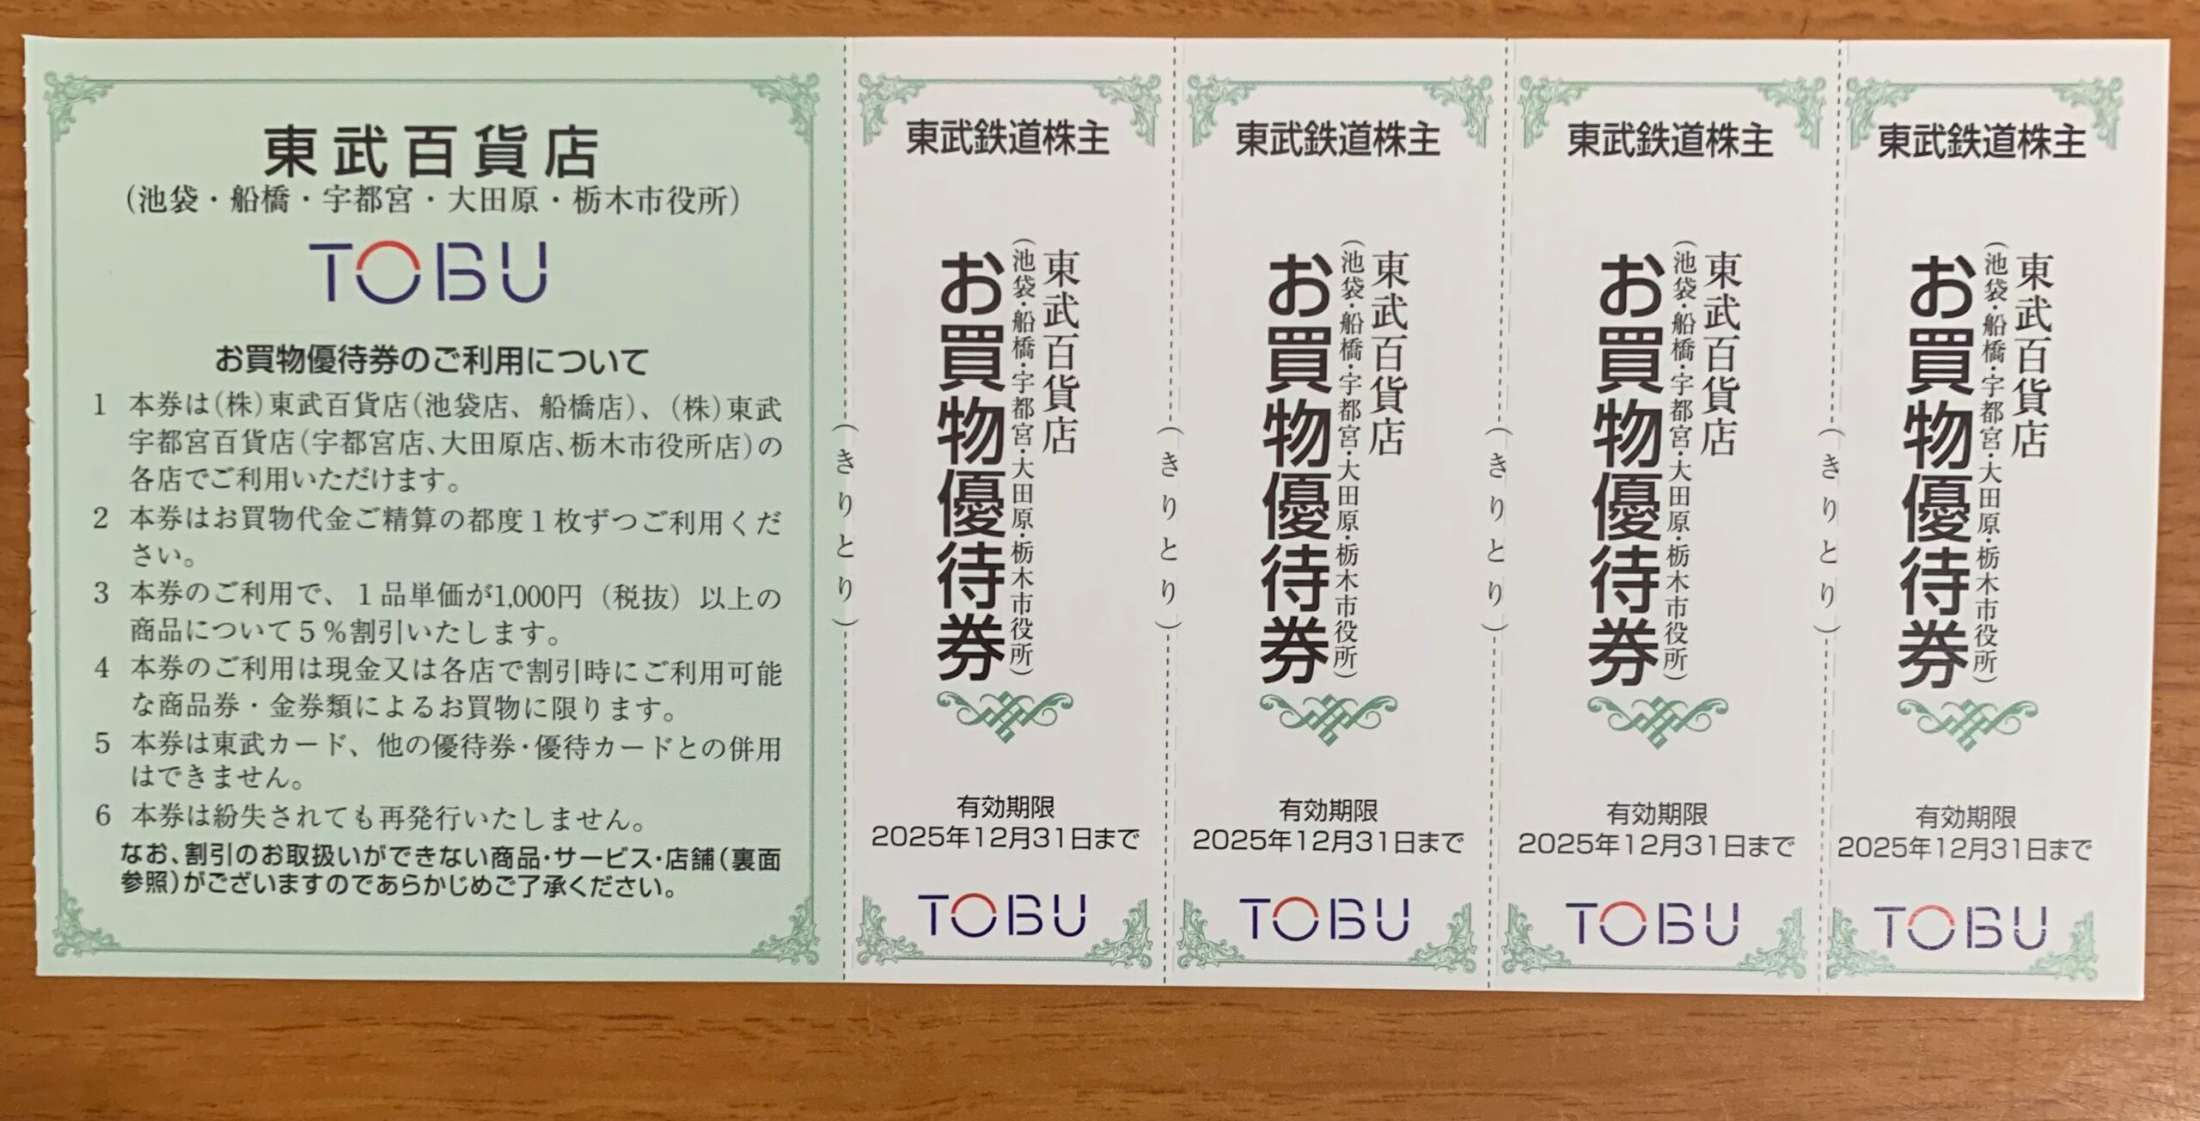 東武百貨店
（池袋・船橋・宇都宮・大田原・栃木市役所）
TOBU
お買物優待券のご利用について
1 本券は（株）東武百貨店（池袋店、船橋店）、（株）東武
宇都宮百貨店（宇都宮店、大田原店、栃木市役所店）の
各店でご利用いただけます。
2 本券はお買物代金ご精算の都度1枚ずつご利用くだ
さい。
3 本券のご利用で、1品単価が1,000円（税抜）以上の
商品について5％割引いたします。
4 本券のご利用は現金又は各店で割引時にご利用可能
な商品券・金券類によるお買物に限ります。
5 本券は東武カード、他の優待券・優待カードとの併用
はできません。
6 本券は紛失されても再発行いたしません。
なお、割引のお取扱いができない商品・サービス・店舗（裏面
参照）がございますのであらかじめご了承ください。
（きりとり）
東武鉄道株主
東武百貨店
（池袋・船橋・宇都宮・大田原・栃木市役所）
お買物優待券
有効期限
2025年12月31日まで
TOBU
（きりとり）
東武鉄道株主
東武百貨店
（池袋・船橋・宇都宮・大田原・栃木市役所）
お買物優待券
有効期限
2025年12月31日まで
TOBU
（きりとり）
東武鉄道株主
東武百貨店
（池袋・船橋・宇都宮・大田原・栃木市役所）
お買物優待券
有効期限
2025年12月31日まで
TOBU
（きりとり）
東武鉄道株主
東武百貨店
（池袋・船橋・宇都宮・大田原・栃木市役所）
お買物優待券
有効期限
2025年12月31日まで
TOBU